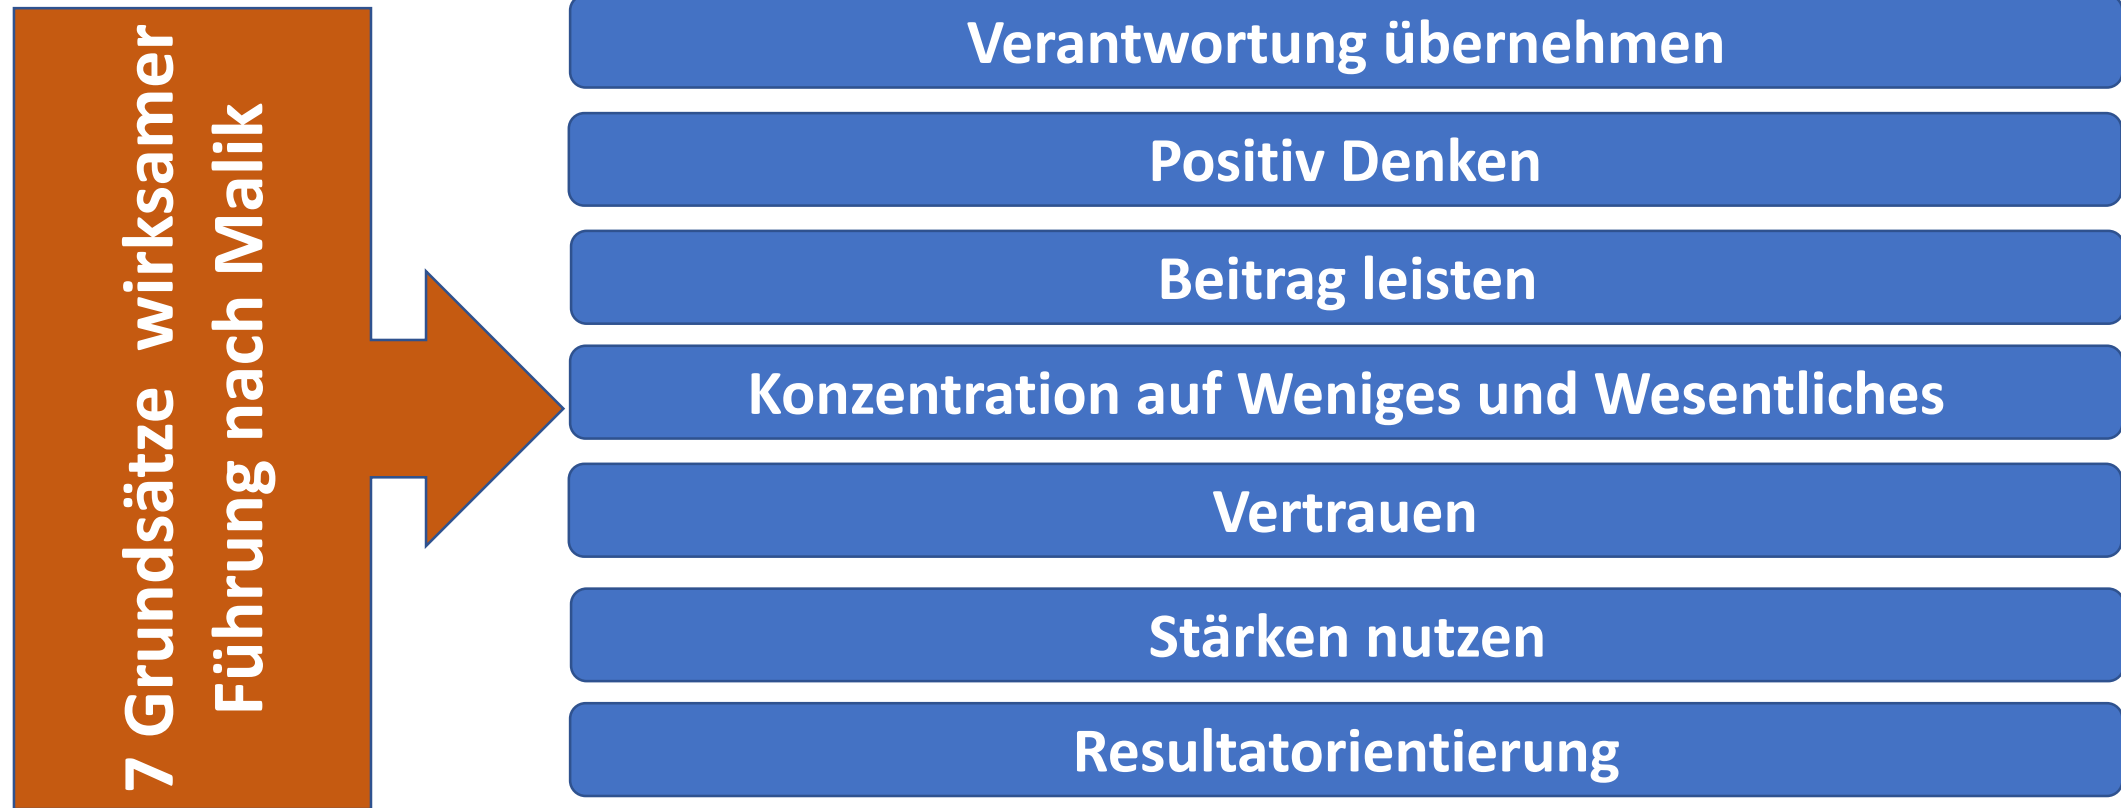 7 Grundsätze wirksamer
Führung nach Malik
Verantwortung übernehmen
Positiv Denken
Beitrag leisten
Konzentration auf Weniges und Wesentliches
Vertrauen
Stärken nutzen
Resultatorientierung